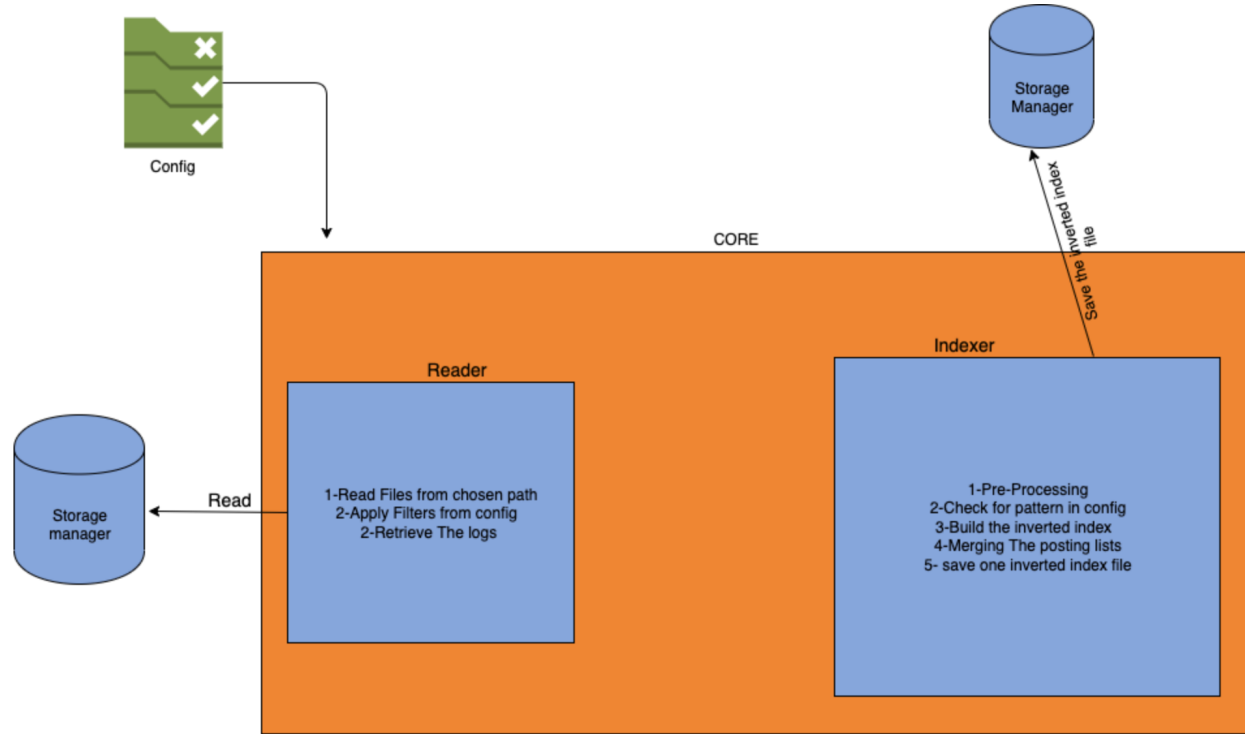 Config
Storage
Manager
Save the inverted index
file
CORE
Reader
Indexer
1-Read Files from chosen path
2-Apply Filters from config
2-Retrieve The logs
Read
Storage
manager
1-Pre-Processing
2-Check for pattern in config
3-Build the inverted index
4-Merging The posting lists
5- save one inverted index file